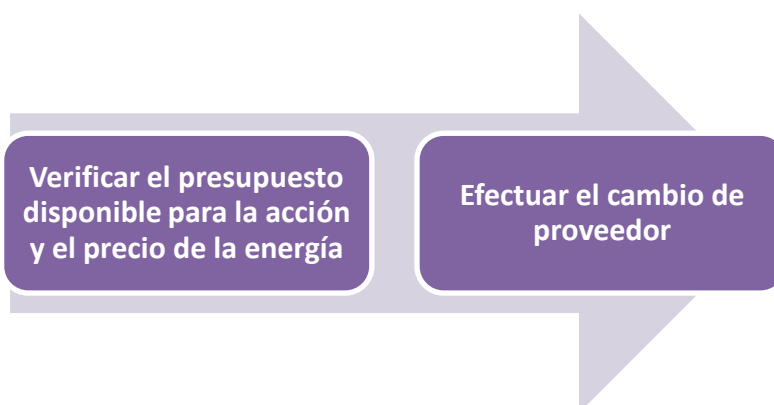 Verificar el presupuesto
disponible para la acción
y el precio de la energía
Efectuar el cambio de
proveedor